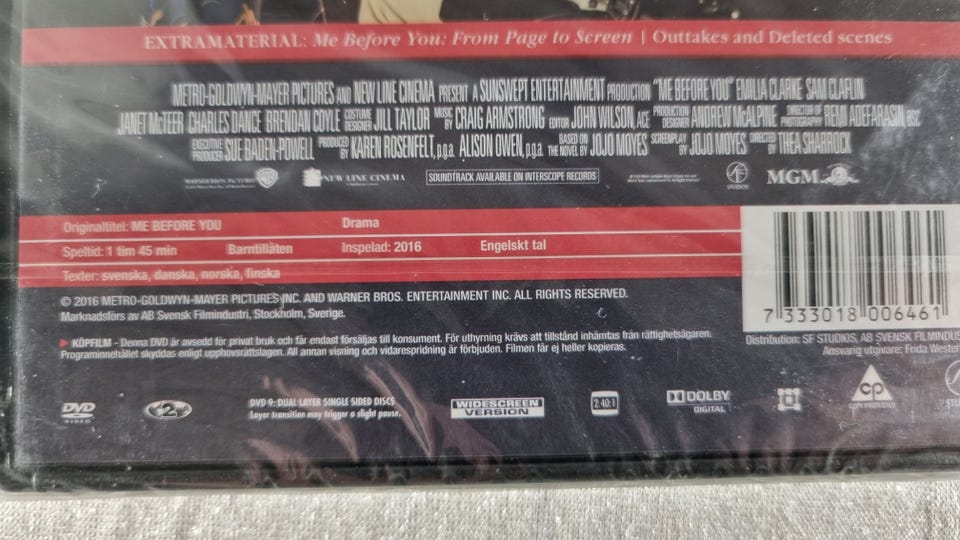 EXTRAMATERIAL: Me Before You: From Page to Screen | Outtakes and Deleted scenes
METRO-GOLDWYN-MAYER PICTURES AND NEW LINE CINEMA PRESENT A SUNSWEPT ENTERTAINMENT PRODUCTION "ME BEFORE YOU" EMILIA CLARKE SAM CLAFLIN
JANET McTEER CHARLES DANCE BRENDAN COYLE COSTUME DESIGNER JILL TAYLOR MUSIC BY CRAIG ARMSTRONG EDITOR JOHN WILSON, ACE PRODUCTION DESIGNER ANDREW McALPINE DIRECTOR OF PHOTOGRAPHY REMI ADEFARASIN, BSC
EXECUTIVE PRODUCER SUE BADEN-POWELL PRODUCED BY KAREN ROSENFELT, p.g.a. ALISON OWEN, p.g.a. BASED ON THE NOVEL BY JOJO MOYES SCREENPLAY BY JOJO MOYES DIRECTED BY THEA SHARROCK
WARNER BROS. PICTURES WB NEW LINE CINEMA SOUNDTRACK AVAILABLE ON INTERSCOPE RECORDS SF STUDIOS MGM
Originaltitel: ME BEFORE YOU Drama
Speltid: 1 tim 45 min Barntillåten Inspelad: 2016 Engelskt tal
Texter: svenska, danska, norska, finska
© 2016 METRO-GOLDWYN-MAYER PICTURES INC. AND WARNER BROS. ENTERTAINMENT INC. ALL RIGHTS RESERVED.
Marknadsförs av AB Svensk Filmindustri, Stockholm, Sverige.
7 333018 006461
KÖPFILM - Denna DVD är avsedd för privat bruk och får endast försäljas till konsument. För uthyrning krävs att tillstånd inhämtas från rättighetsägaren.
Programinnehållet skyddas enligt upphovsrättslagen. All annan visning och vidarespridning är förbjuden. Filmen får ej heller kopieras.
Distribution: SF STUDIOS, AB SVENSK FILMINDUS
Ansvarig utgivare: Frida Wester
DVD VIDEO
2
DVD 9: DUAL LAYER SINGLE SIDED DISCS
Layer transition may trigger a slight pause.
WIDESCREEN VERSION
2.40:1
DOLBY DIGITAL
cp
COPY PROTECTED